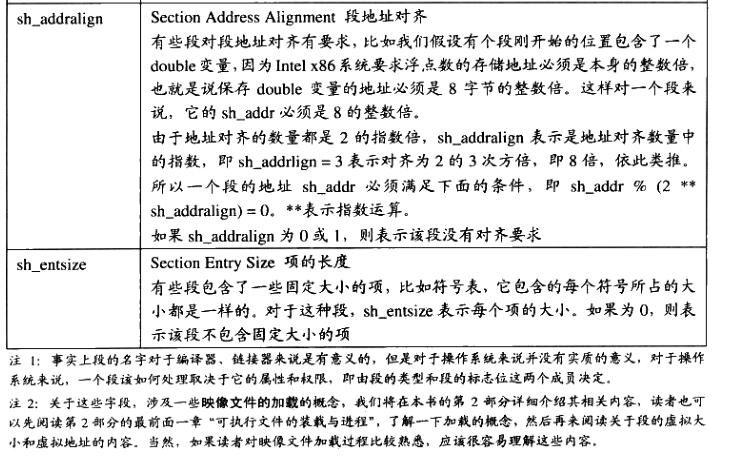 sh_addralign
Section Address Alignment 段地址对齐
有些段对段地址对齐有要求，比如我们假设有个段刚开始的位置包含了一个
double 变量，因为 Intel x86 系统要求浮点数的存储地址必须是本身的整数倍，
也就是说保存 double 变量的地址必须是 8 字节的整数倍。这样对一个段来
说，它的 sh_addr 必须是 8 的整数倍。
由于地址对齐的数量都是 2 的指数倍，sh_addralign 表示是地址对齐数量中
的指数，即 sh_addrlign = 3 表示对齐为 2 的 3 次方倍，即 8 倍，依此类推。
所以一个段的地址 sh_addr 必须满足下面的条件，即 sh_addr % (2 **
sh_addralign) = 0。**表示指数运算。
如果 sh_addralign 为 0 或 1，则表示该段没有对齐要求
sh_entsize
Section Entry Size 项的长度
有些段包含了一些固定大小的项，比如符号表，它包含的每个符号所占的大
小都是一样的。对于这种段，sh_entsize 表示每个项的大小。如果为 0，则表
示该段不包含固定大小的项
注 1：事实上段的名字对于编译器、链接器来说是有意义的，但是对于操作系统来说并没有实质的意义，对于操作
系统来说，一个段该如何处理取决于它的属性和权限，即由段的类型和段的标志位这两个成员决定。
注 2：关于这些字段，涉及一些映像文件的加载的概念，我们将在本书的第 2 部分详细介绍其相关内容，读者也可
以先阅读第 2 部分的最前面一章“可执行文件的装载与进程”，了解一下加载的概念，然后再来阅读关于段的虚拟大
小和虚拟地址的内容。当然，如果读者对映像文件加载过程比较熟悉，应该很容易理解这些内容。